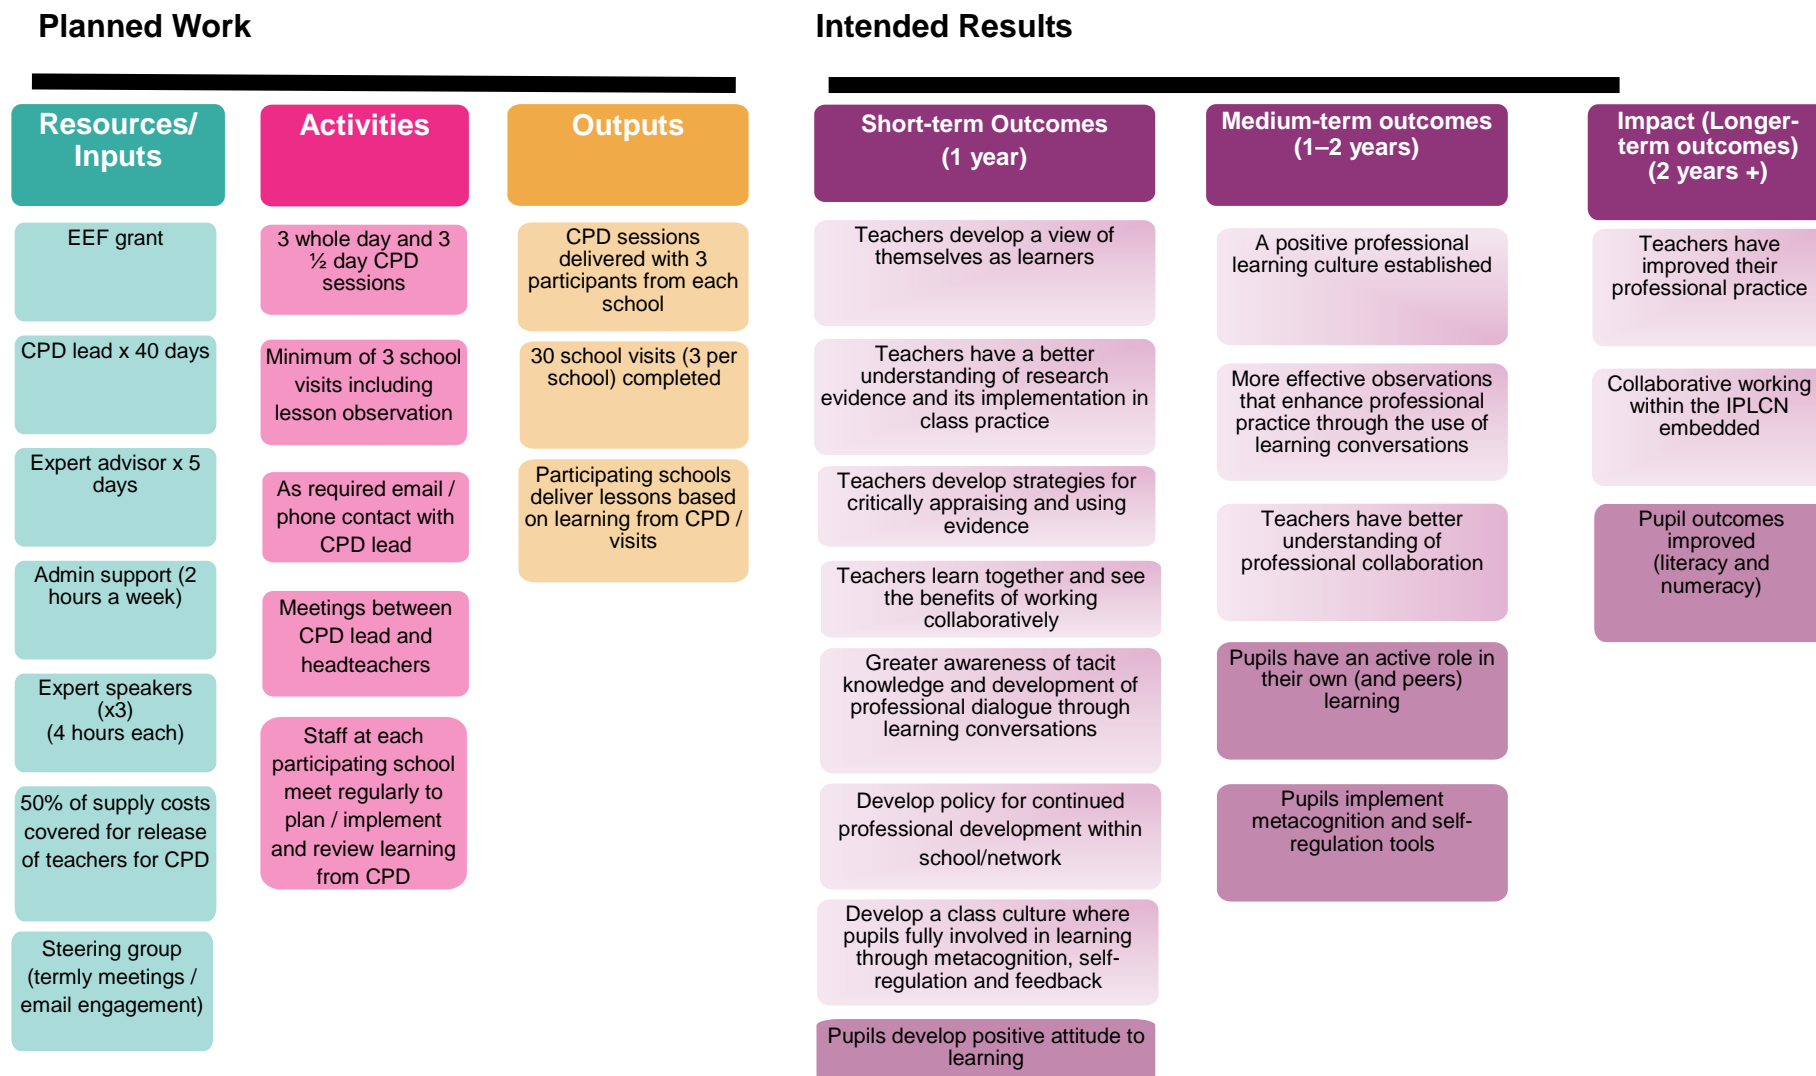 Planned Work
Intended Results
Resources/
Inputs
Activities
Outputs
Short-term Outcomes
(1 year)
Medium-term outcomes
(1–2 years)
Impact (Longer-
term outcomes)
(2 years +)
EEF grant
CPD lead x 40 days
Expert advisor x 5
days
Admin support (2
hours a week)
Expert speakers
(x3)
(4 hours each)
50% of supply costs
covered for release
of teachers for CPD
Steering group
(termly meetings /
email engagement)
3 whole day and 3
½ day CPD
sessions
Minimum of 3 school
visits including
lesson observation
As required email /
phone contact with
CPD lead
Meetings between
CPD lead and
headteachers
Staff at each
participating school
meet regularly to
plan / implement
and review learning
from CPD
CPD sessions
delivered with 3
participants from each
school
30 school visits (3 per
school) completed
Participating schools
deliver lessons based
on learning from CPD /
visits
Teachers develop a view of
themselves as learners
Teachers have a better
understanding of research
evidence and its implementation in
class practice
Teachers develop strategies for
critically appraising and using
evidence
Teachers learn together and see
the benefits of working
collaboratively
Greater awareness of tacit
knowledge and development of
professional dialogue through
learning conversations
Develop policy for continued
professional development within
school/network
Develop a class culture where
pupils fully involved in learning
through metacognition, self-
regulation and feedback
Pupils develop positive attitude to
learning
A positive professional
learning culture established
More effective observations
that enhance professional
practice through the use of
learning conversations
Teachers have better
understanding of
professional collaboration
Pupils have an active role in
their own (and peers)
learning
Pupils implement
metacognition and self-
regulation tools
Teachers have
improved their
professional practice
Collaborative working
within the IPLCN
embedded
Pupil outcomes
improved
(literacy and
numeracy)